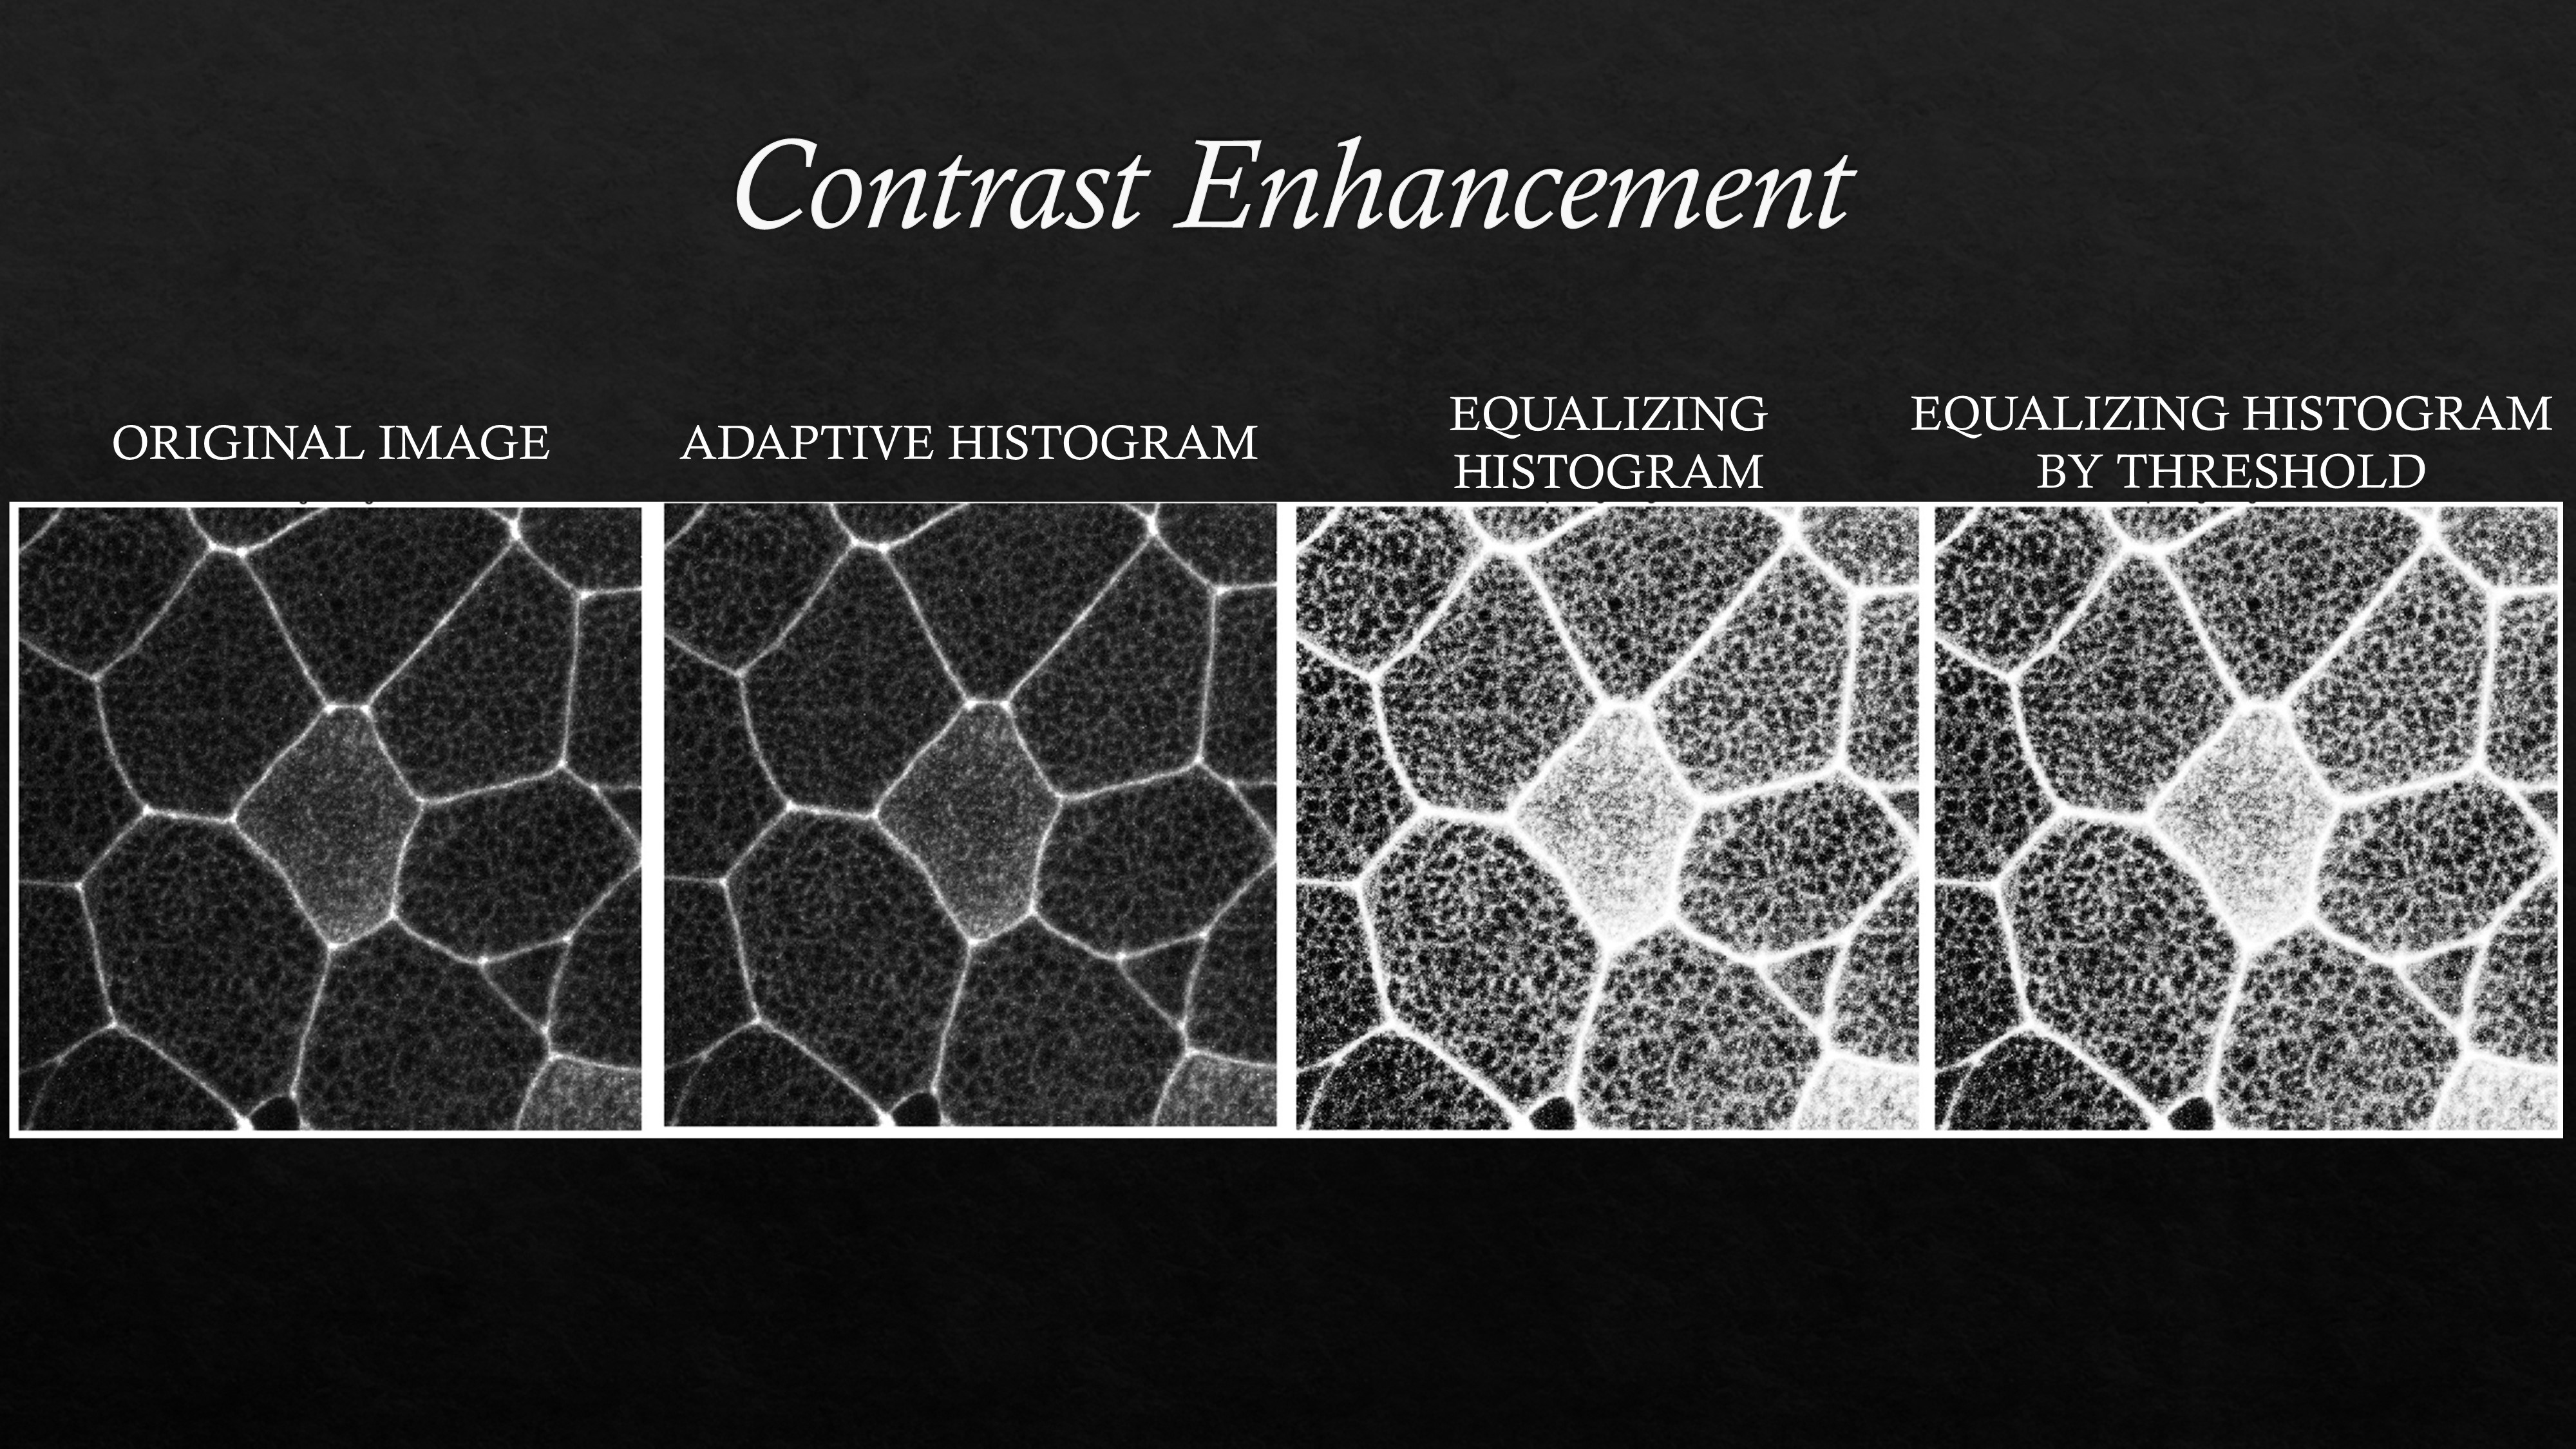 Contrast Enhancement
ORIGINAL IMAGE
ADAPTIVE HISTOGRAM
EQUALIZING
HISTOGRAM
EQUALIZING HISTOGRAM
BY THRESHOLD